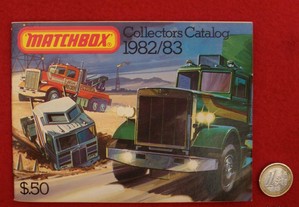 MATCHBOX
Collectors Catalog
1982/83
$.50